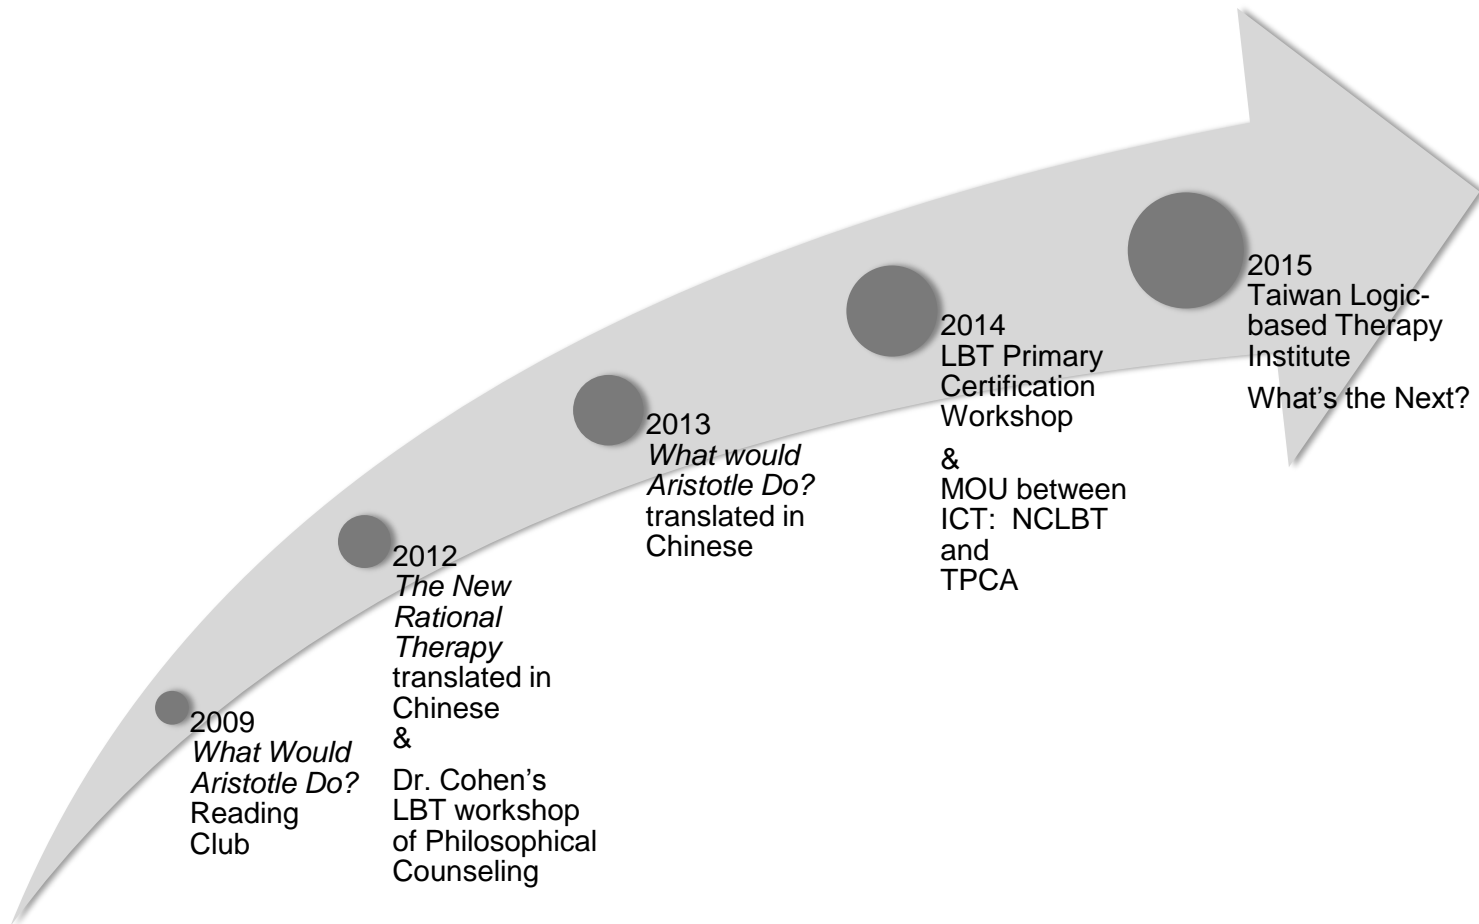 2009
What Would
Aristotle Do?
Reading
Club
2012
The New
Rational
Therapy
translated in
Chinese
&
Dr. Cohen’s
LBT workshop
of Philosophical
Counseling
2013
What would
Aristotle Do?
translated in
Chinese
2014
LBT Primary
Certification
Workshop
&
MOU between
ICT:  NCLBT
and
TPCA
2015
Taiwan Logic-
based Therapy
Institute
What’s the Next?